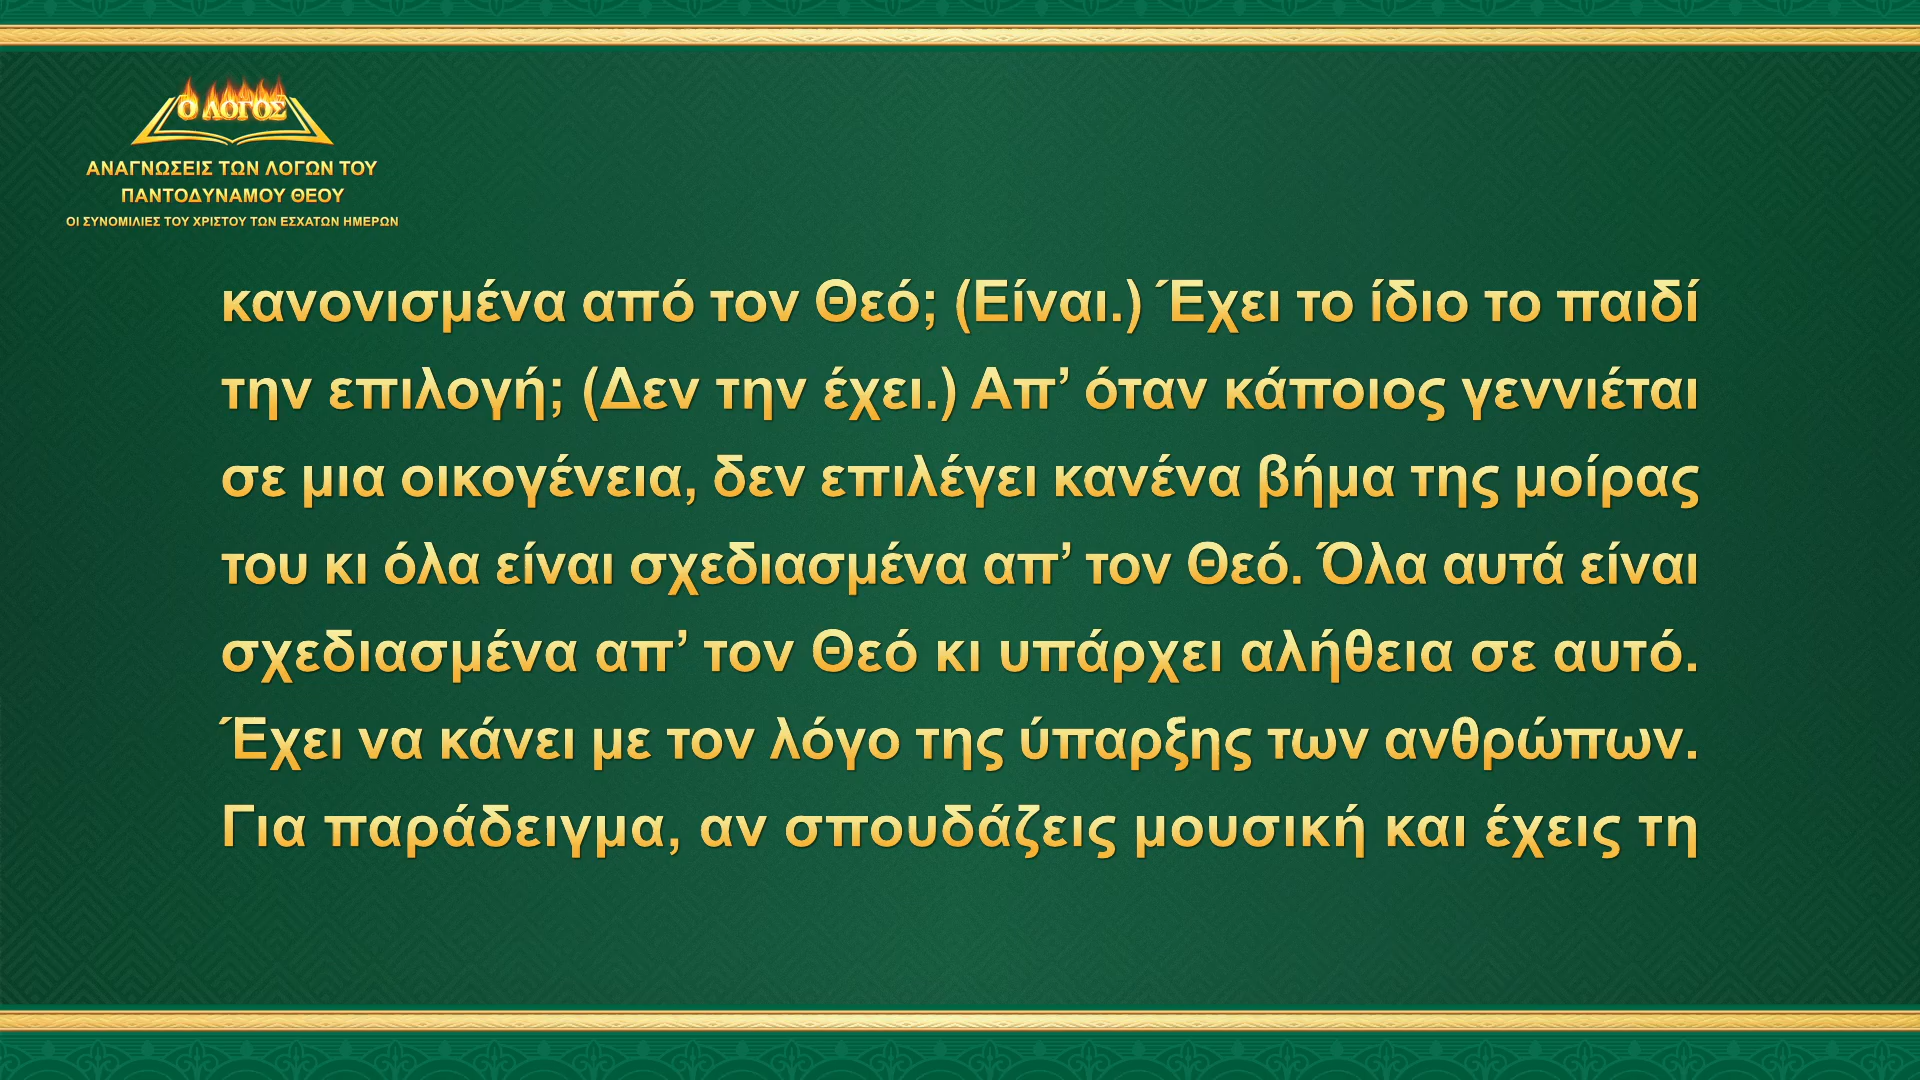 Ο ΛΟΓΟΣ
ΑΝΑΓΝΩΣΕΙΣ ΤΩΝ ΛΟΓΩΝ ΤΟΥ
ΠΑΝΤΟΔΥΝΑΜΟΥ ΘΕΟΥ
ΟΙ ΣΥΝΟΜΙΛΙΕΣ ΤΟΥ ΧΡΙΣΤΟΥ ΤΩΝ ΕΣΧΑΤΩΝ ΗΜΕΡΩΝ
κανονισμένα από τον Θεό; (Είναι.) Έχει το ίδιο το παιδί
την επιλογή; (Δεν την έχει.) Απ’ όταν κάποιος γεννιέται
σε μια οικογένεια, δεν επιλέγει κανένα βήμα της μοίρας
του κι όλα είναι σχεδιασμένα απ’ τον Θεό. Όλα αυτά είναι
σχεδιασμένα απ’ τον Θεό κι υπάρχει αλήθεια σε αυτό.
Έχει να κάνει με τον λόγο της ύπαρξης των ανθρώπων.
Για παράδειγμα, αν σπουδάζεις μουσική και έχεις τη